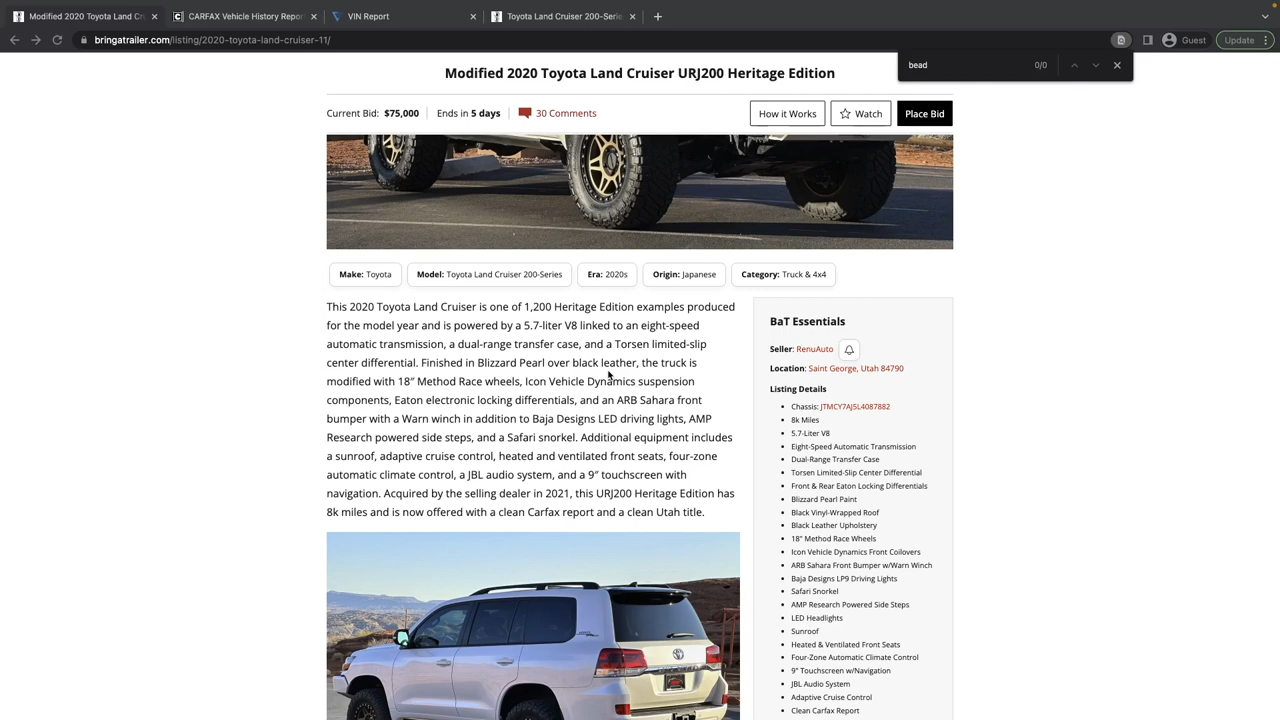 Modified 2020 Toyota Land Cr
CARFAX Vehicle History Repor
VIN Report
Toyota Land Cruiser 200-Serie
bringatrailer.com/listing/2020-toyota-land-cruiser-11/
Guest
Update
bead
0/0
Modified 2020 Toyota Land Cruiser URJ200 Heritage Edition
Current Bid: $75,000
Ends in 5 days
30 Comments
How it Works
Watch
Place Bid
Make: Toyota
Model: Toyota Land Cruiser 200-Series
Era: 2020s
Origin: Japanese
Category: Truck & 4x4
This 2020 Toyota Land Cruiser is one of 1,200 Heritage Edition examples produced
for the model year and is powered by a 5.7-liter V8 linked to an eight-speed
automatic transmission, a dual-range transfer case, and a Torsen limited-slip
center differential. Finished in Blizzard Pearl over black leather, the truck is
modified with 18″ Method Race wheels, Icon Vehicle Dynamics suspension
components, Eaton electronic locking differentials, and an ARB Sahara front
bumper with a Warn winch in addition to Baja Designs LED driving lights, AMP
Research powered side steps, and a Safari snorkel. Additional equipment includes
a sunroof, adaptive cruise control, heated and ventilated front seats, four-zone
automatic climate control, a JBL audio system, and a 9″ touchscreen with
navigation. Acquired by the selling dealer in 2021, this URJ200 Heritage Edition has
8k miles and is now offered with a clean Carfax report and a clean Utah title.
BaT Essentials
Seller: RenuAuto
Location: Saint George, Utah 84790
Listing Details
Chassis: JTMCY7AJ5L4087882
8k Miles
5.7-Liter V8
Eight-Speed Automatic Transmission
Dual-Range Transfer Case
Torsen Limited-Slip Center Differential
Front & Rear Eaton Locking Differentials
Blizzard Pearl Paint
Black Vinyl-Wrapped Roof
Black Leather Upholstery
18″ Method Race Wheels
Icon Vehicle Dynamics Front Coilovers
ARB Sahara Front Bumper w/Warn Winch
Baja Designs LP9 Driving Lights
Safari Snorkel
AMP Research Powered Side Steps
LED Headlights
Sunroof
Heated & Ventilated Front Seats
Four-Zone Automatic Climate Control
9″ Touchscreen w/Navigation
JBL Audio System
Adaptive Cruise Control
Clean Carfax Report